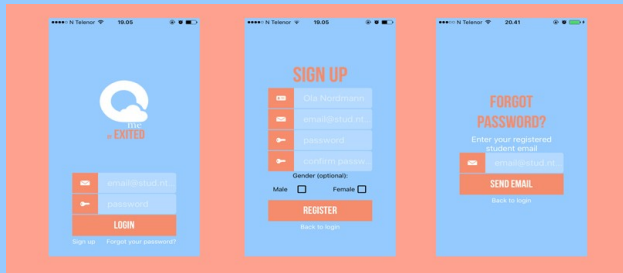 N Telenor 19.05
me
BY EXITED
email@stud.nt..
password
LOGIN
Sign up Forgot your password?
N Telenor 19.05
SIGN UP
Ola Nordmann
email@stud.nt..
password
confirm passw
Gender (optional):
Male Female
REGISTER
Back to login
N Telenor 20.41
FORGOT
PASSWORD?
Enter your registered
student email
email@stud.nt..
SEND EMAIL
Back to login